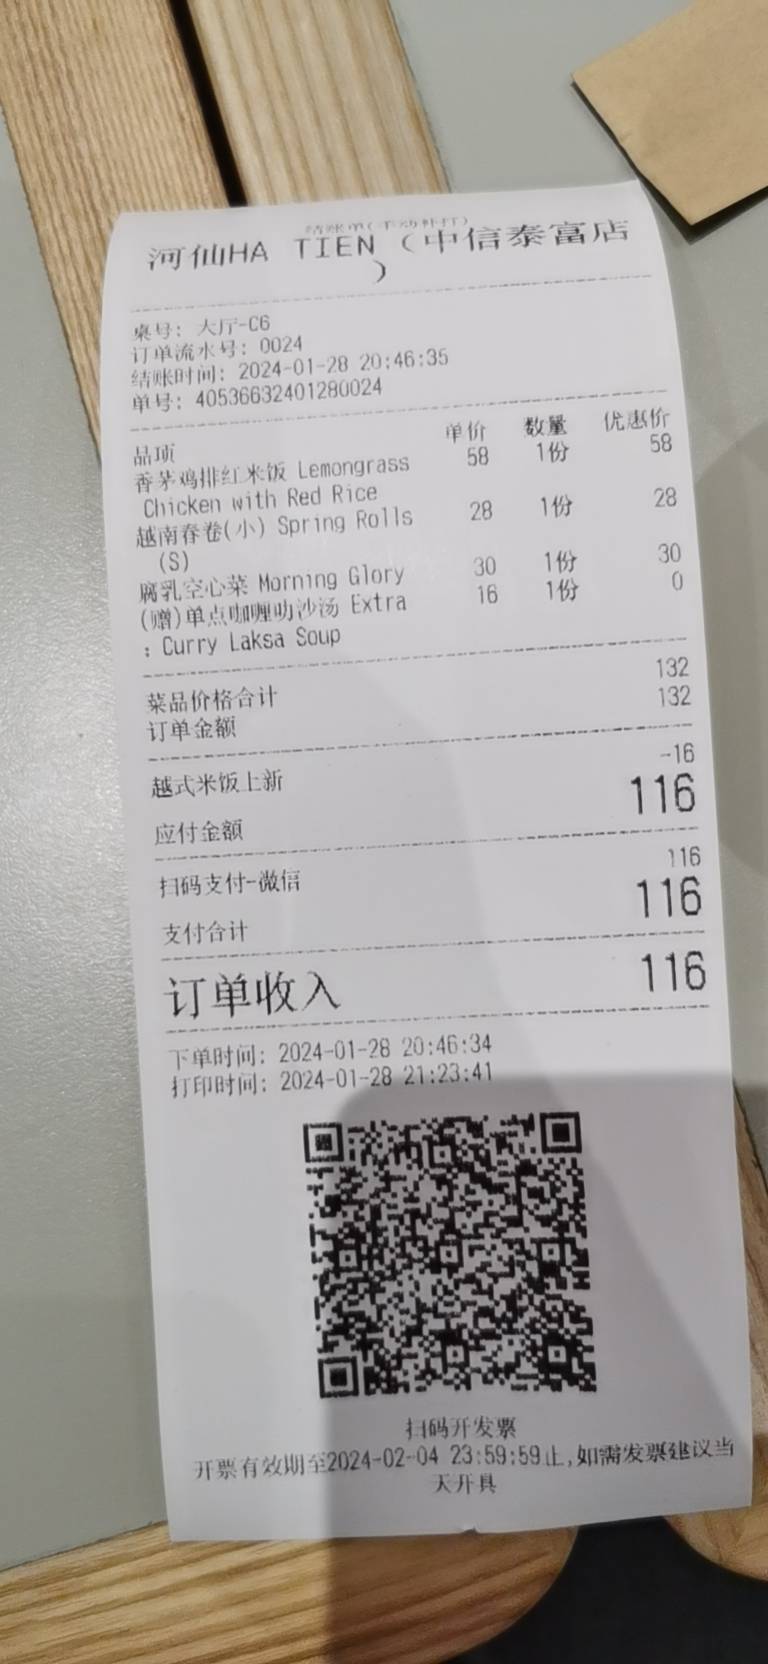 结账单(手动补打)
河仙HA TIEN (中信泰富店
)
桌号: 大厅-C6
订单流水号: 0024
结账时间: 2024-01-28 20:46:35
单号: 40536632401280024
品项 单价 数量 优惠价
香茅鸡排红米饭 Lemongrass 58 1份 58
Chicken with Red Rice
越南春卷(小) Spring Rolls 28 1份 28
(S)
腐乳空心菜 Morning Glory 30 1份 30
(赠)单点咖喱叻沙汤 Extra 16 1份 0
: Curry Laksa Soup
菜品价格合计 132
订单金额 132
越式米饭上新 -16
应付金额 116
扫码支付-微信 116
支付合计 116
订单收入 116
下单时间: 2024-01-28 20:46:34
打印时间: 2024-01-28 21:23:41
扫码开发票
开票有效期至2024-02-04 23:59:59止,如需发票建议当
天开具